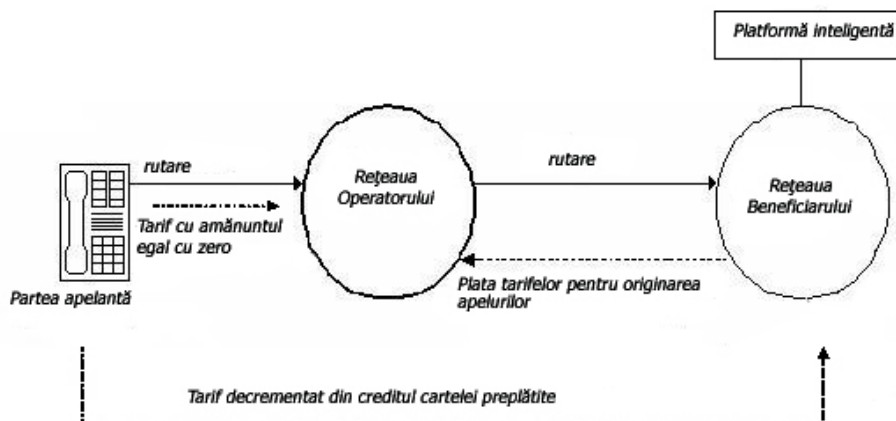 Platformă inteligentă
rutare
Reţeaua
Operatorului
rutare
Reţeaua
Beneficiarului
Tarif cu amănuntul
egal cu zero
Partea apelantă
Plata tarifelor pentru originarea
apelurilor
Tarif decrementat din creditul cartelei preplătite